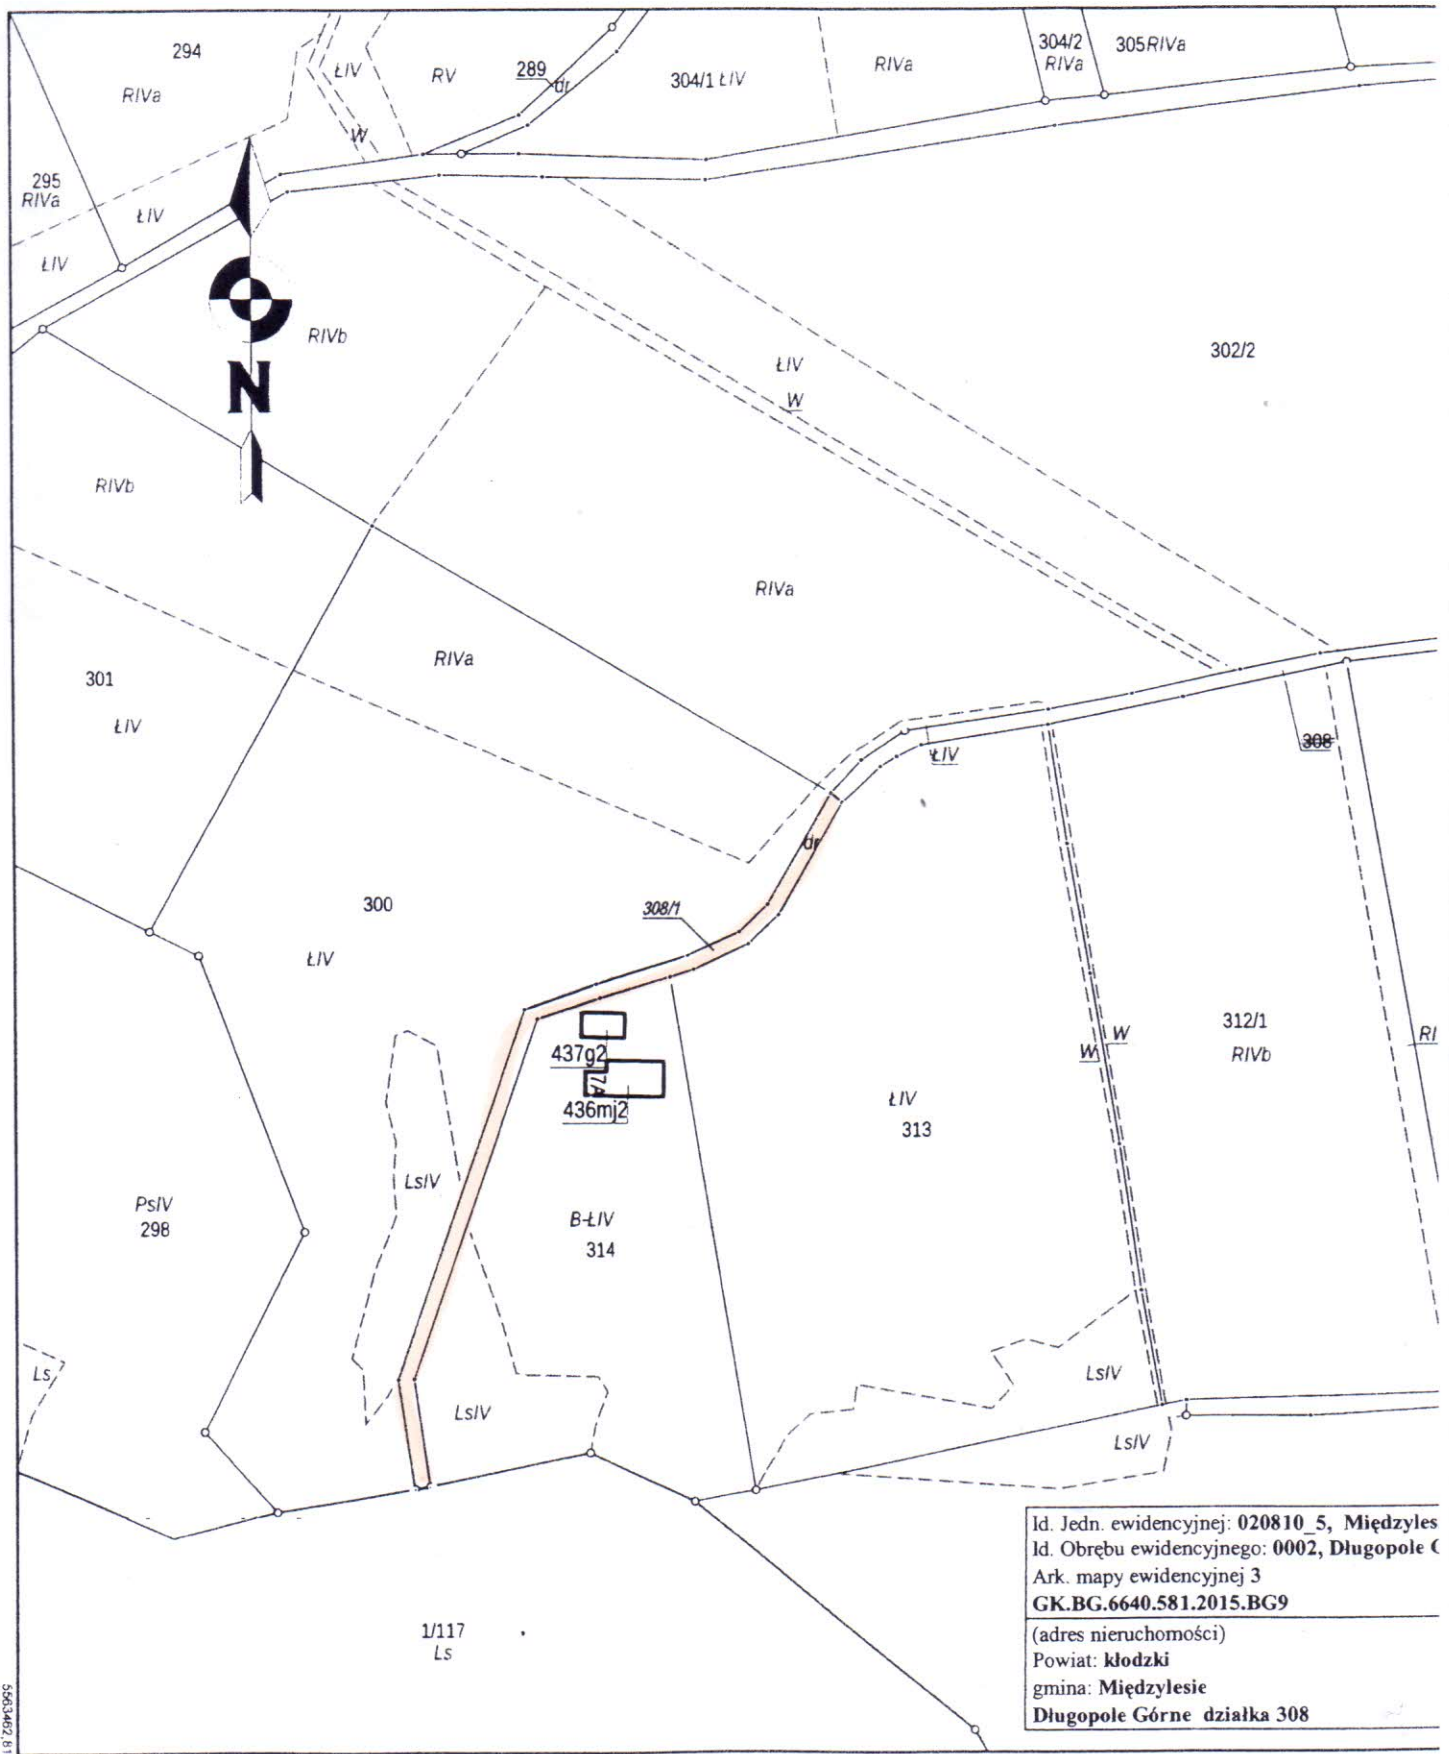 294
RIVa
ŁIV
RV
289
dr
304/1 ŁIV
RIVa
304/2
RIVa
305RIVa
W
295
RIVa
ŁIV
ŁIV
RIVb
N
ŁIV
W
302/2
RIVb
RIVa
RIVa
301
ŁIV
308
ŁIV
dr
300
308/1
ŁIV
437g2
7A
436mj2
W
W
312/1
RIVb
RI
ŁIV
313
LsIV
PsIV
298
B-ŁIV
314
Ls
LsIV
LsIV
LsIV
1/117
Ls
Id. Jedn. ewidencyjnej: 020810_5, Międzyles
Id. Obrębu ewidencyjnego: 0002, Długopole
Ark. mapy ewidencyjnej 3
GK.BG.6640.581.2015.BG9
(adres nieruchomości)
Powiat: kłodzki
gmina: Międzylesie
Długopole Górne działka 308
5563462,81